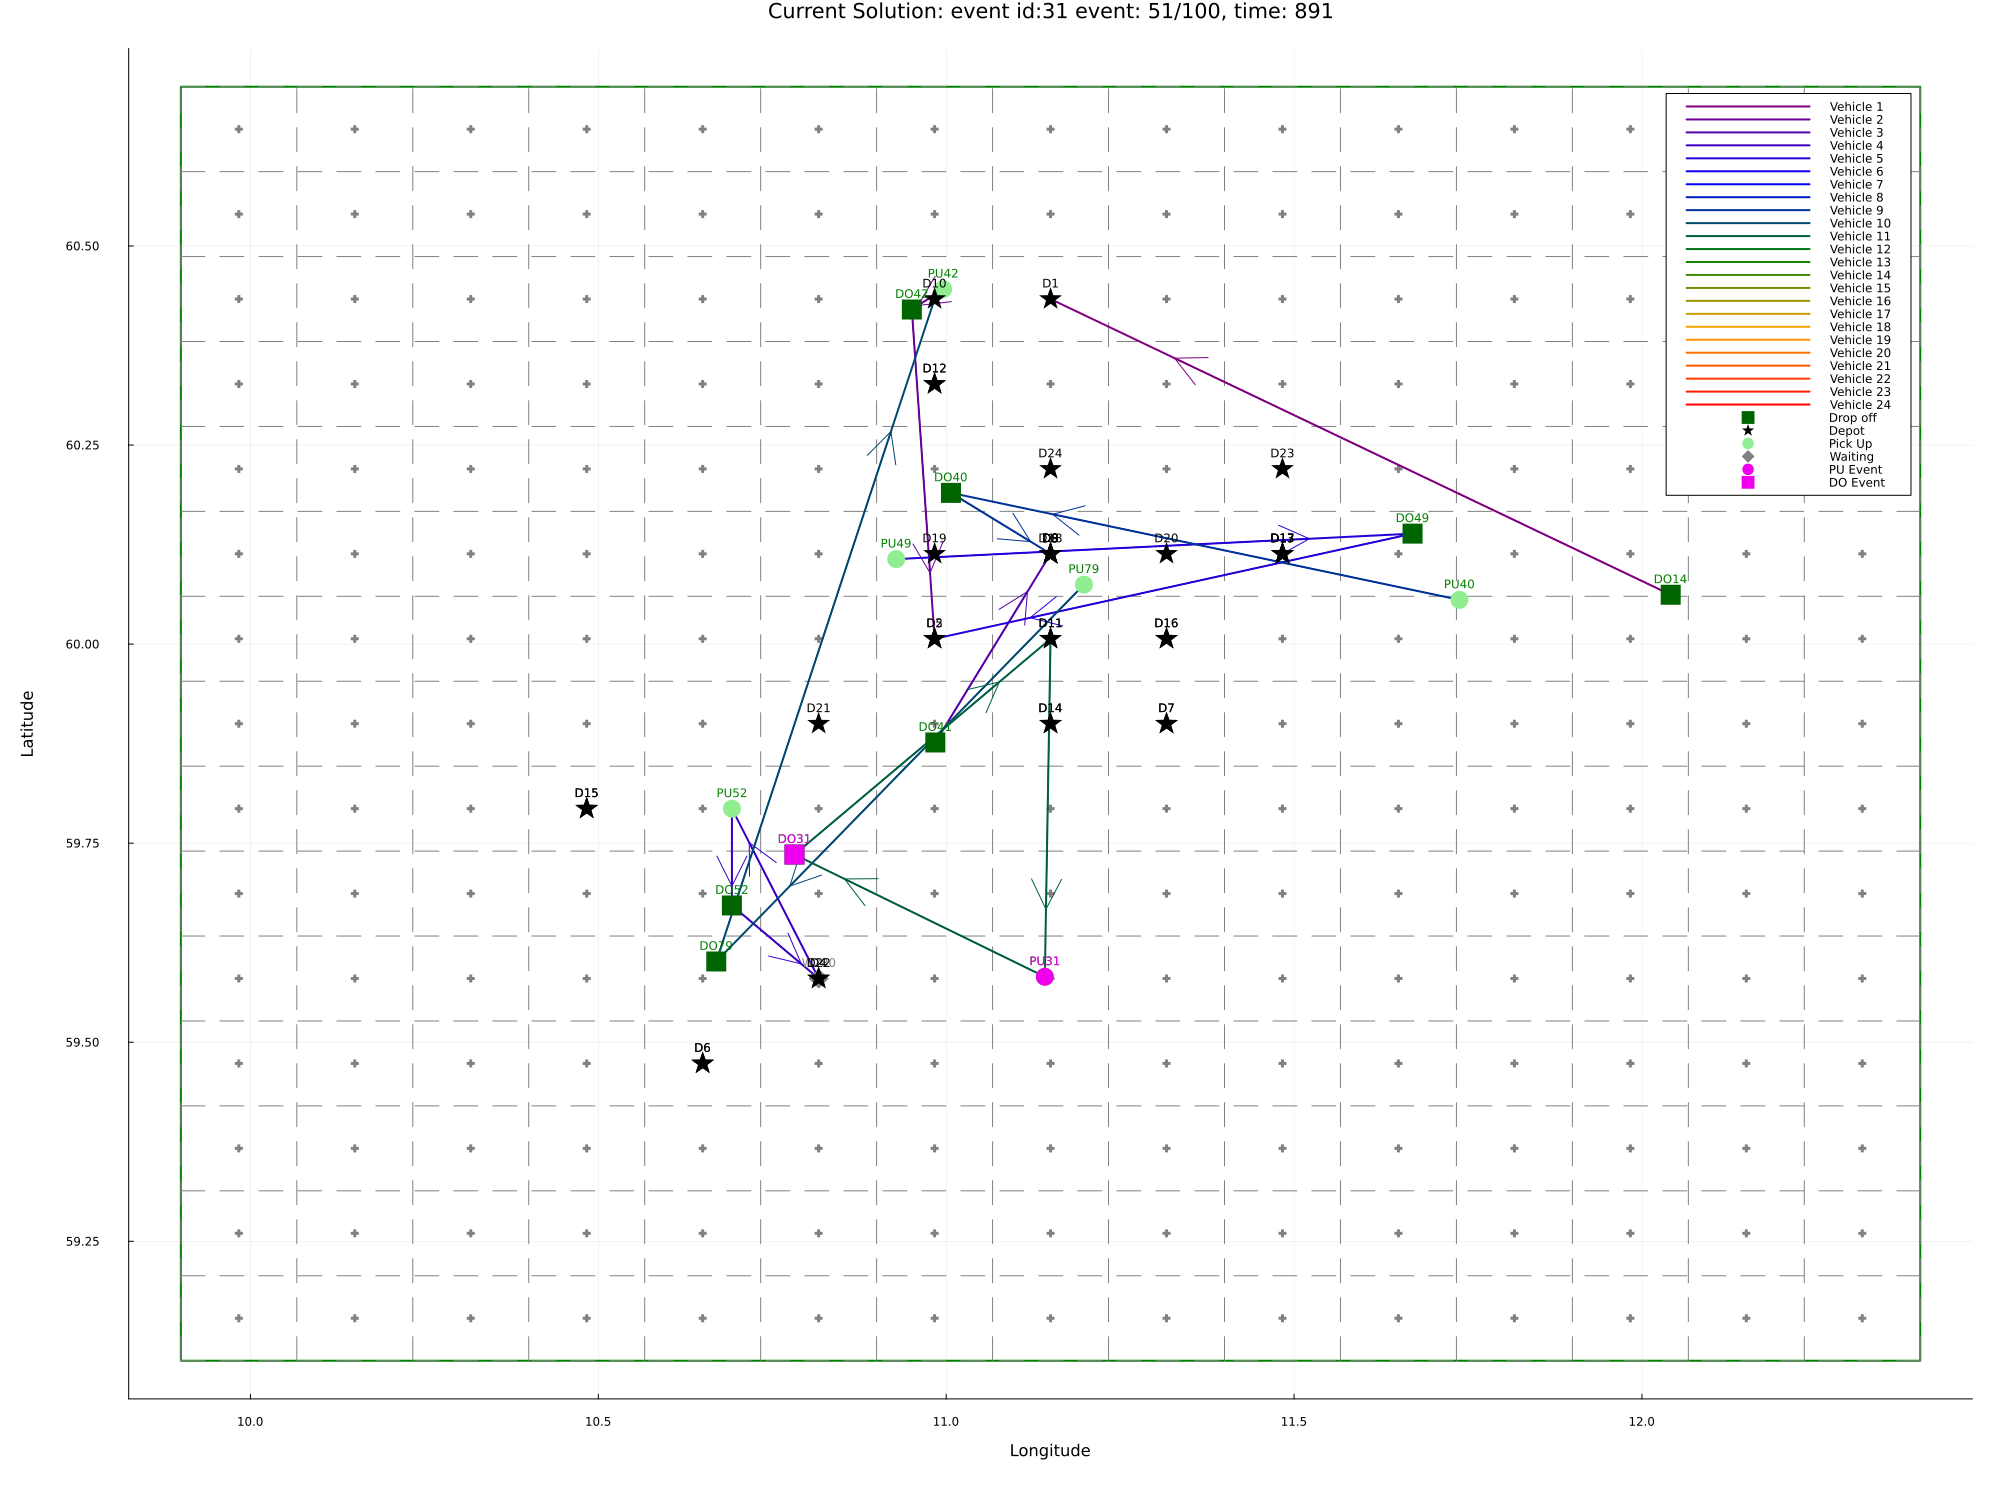 Current Solution: event id:31 event: 51/100, time: 891
Vehicle 1
Vehicle 2
Vehicle 3
Vehicle 4
Vehicle 5
Vehicle 6
Vehicle 7
Vehicle 8
Vehicle 9
Vehicle 10
Vehicle 11
Vehicle 12
Vehicle 13
Vehicle 14
Vehicle 15
Vehicle 16
Vehicle 17
Vehicle 18
Vehicle 19
Vehicle 20
Vehicle 21
Vehicle 22
Vehicle 23
Vehicle 24
Drop off
Depot
Pick Up
Waiting
PU Event
DO Event
60.50
60.25
60.00
59.75
59.50
59.25
Latitude
PU42
D10
D1
DO42
D12
D24
D23
DO40
DO49
PU49
D19
D20
PU79
DO14
PU40
D11
D16
D21
D14
D7
DO41
D15
PU52
DO31
DO52
DO79
PU31
D6
10.0
10.5
11.0
11.5
12.0
Longitude